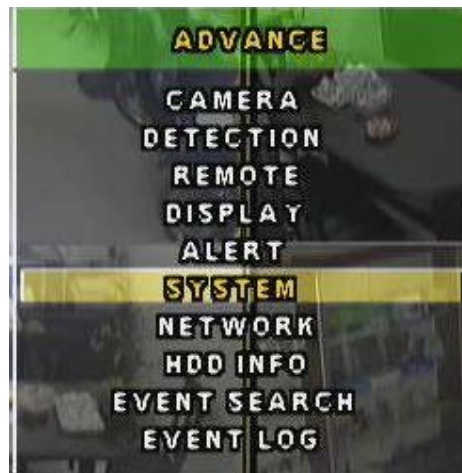 ADVANCE
CAMERA
DETECTION
REMOTE
DISPLAY
ALERT
SYSTEM
NETWORK
HDD INFO
EVENT SEARCH
EVENT LOG